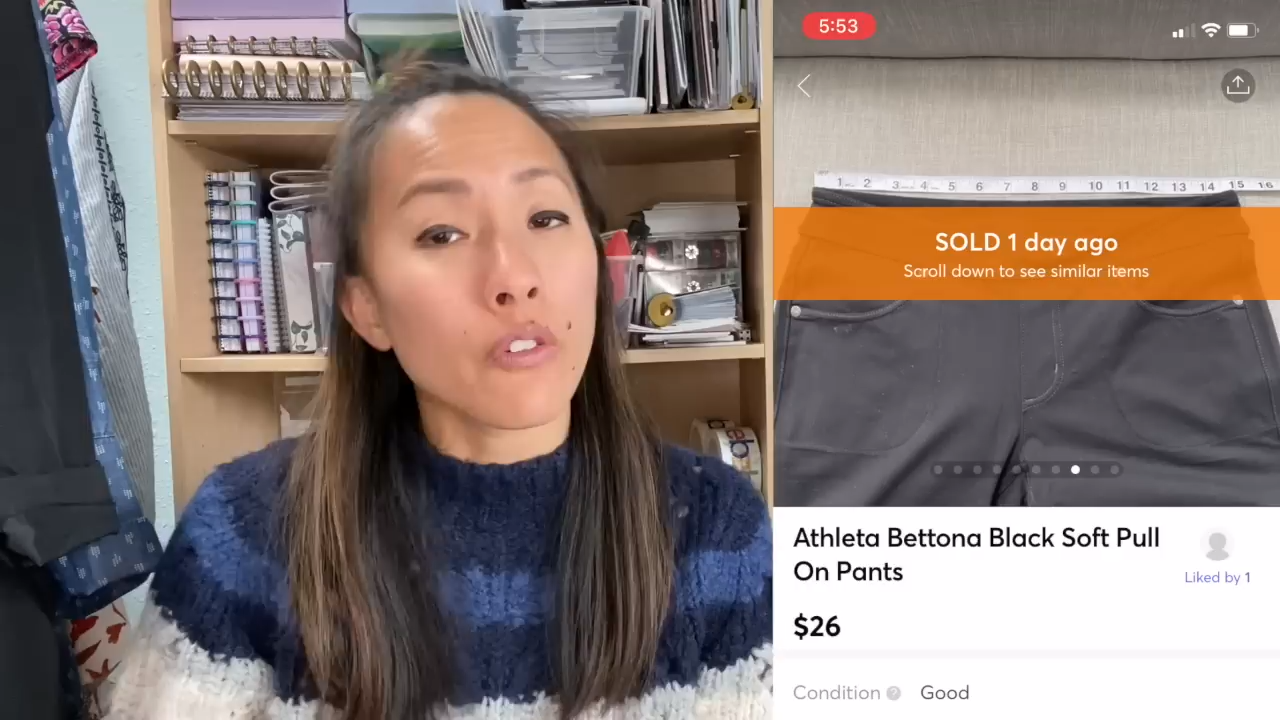 5:53
1 2 3 4 5 6 7 8 9 10 11 12 13 14 15 16
SOLD 1 day ago
Scroll down to see similar items
Athleta Bettona Black Soft Pull
On Pants
Liked by 1
$26
Condition ? Good